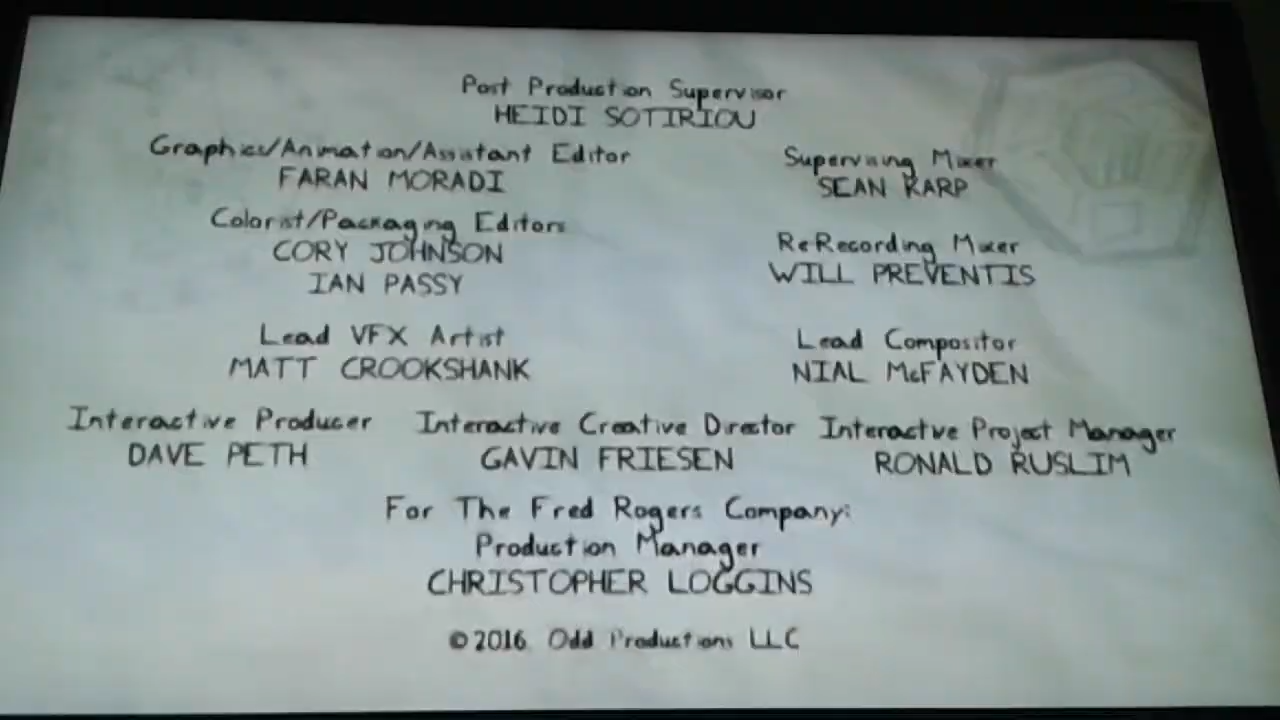 Post Production Supervisor
HEIDI SOTIRIOU
Graphics/Animation/Assistant Editor
FARAN MORADI
Supervising Mixer
SEAN KARP
Colorist/Packaging Editors
CORY JOHNSON
IAN PASSY
ReRecording Mixer
WILL PREVENTIS
Lead VFX Artist
MATT CROOKSHANK
Lead Compositor
NIAL McFAYDEN
Interactive Producer
DAVE PETH
Interactive Creative Director
GAVIN FRIESEN
Interactive Project Manager
RONALD RUSLIM
For The Fred Rogers Company:
Production Manager
CHRISTOPHER LOGGINS
©2016 Odd Productions LLC